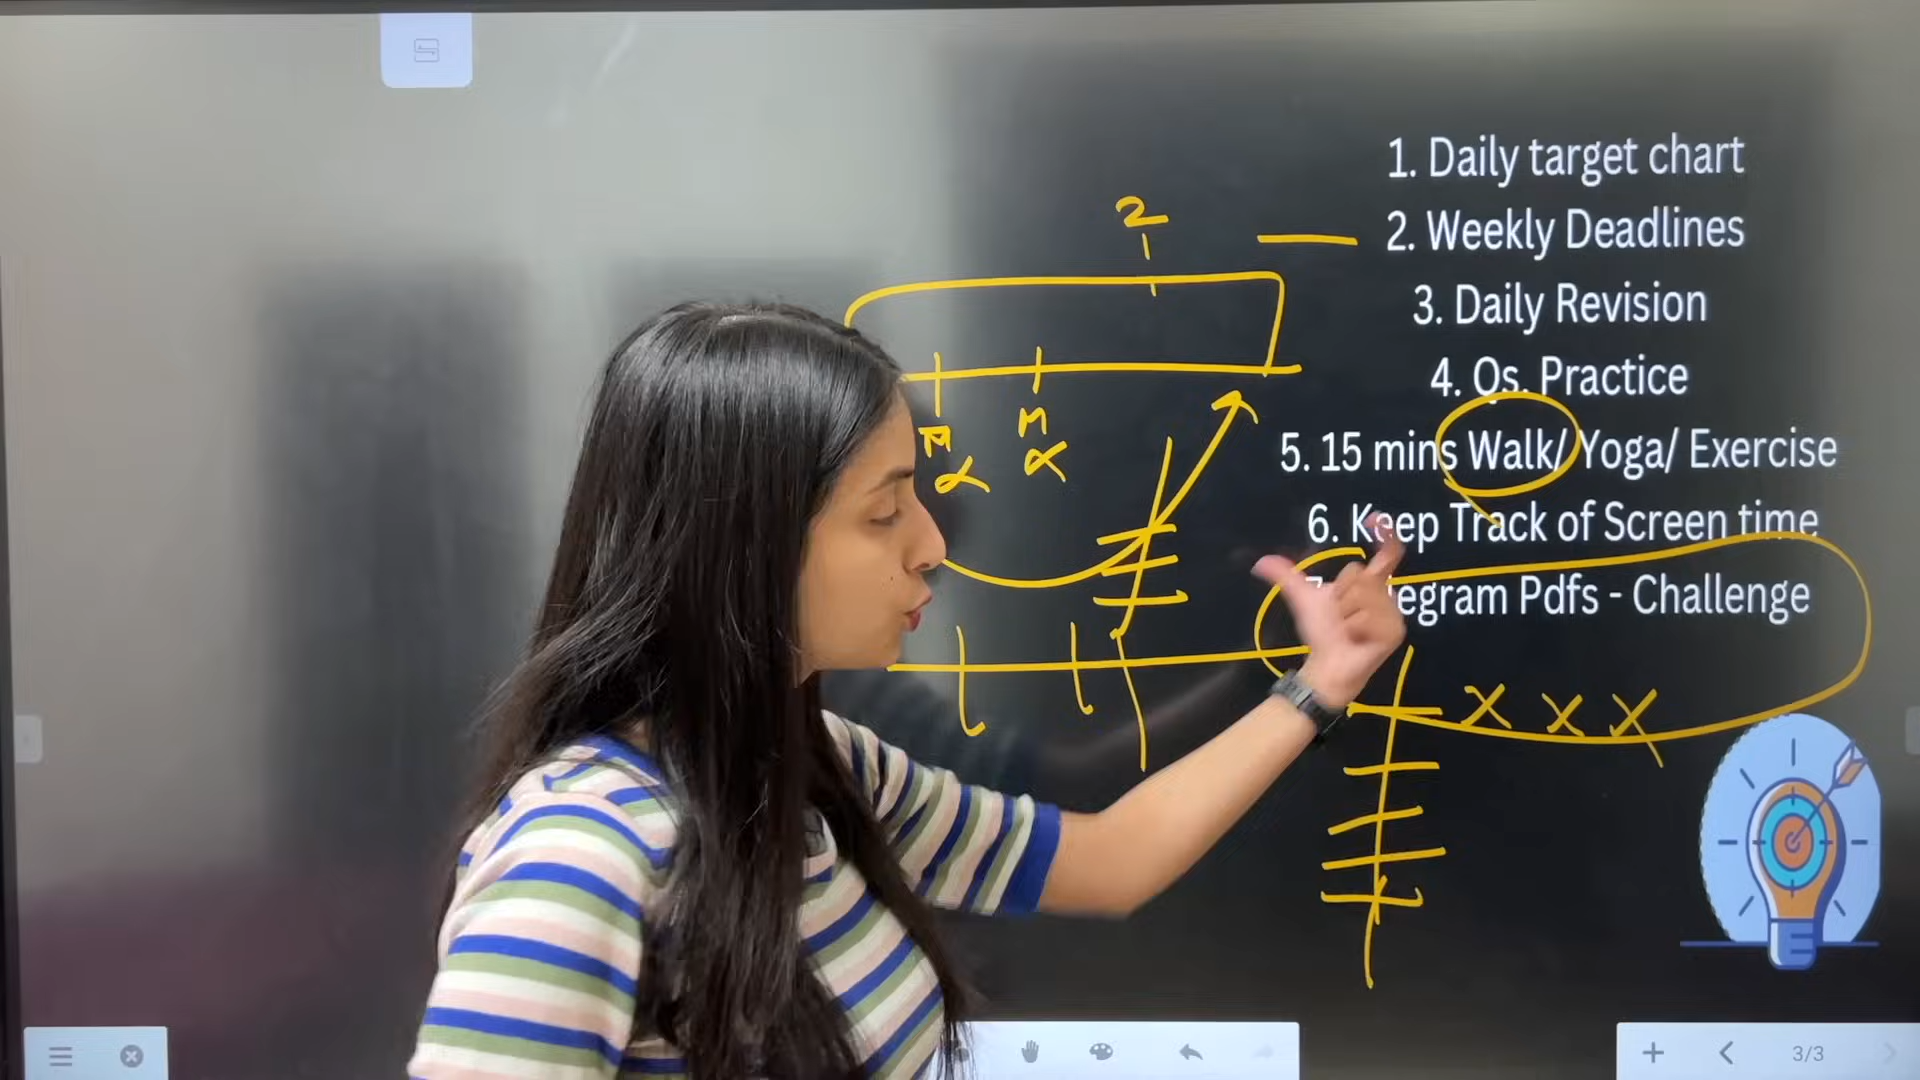 1. Daily target chart
2
2. Weekly Deadlines
3. Daily Revision
4. Qs. Practice
M M
α α
5. 15 mins Walk/ Yoga/ Exercise
6. Keep Track of Screen time
Pdfs - Challenge
L L
x x x
3/3